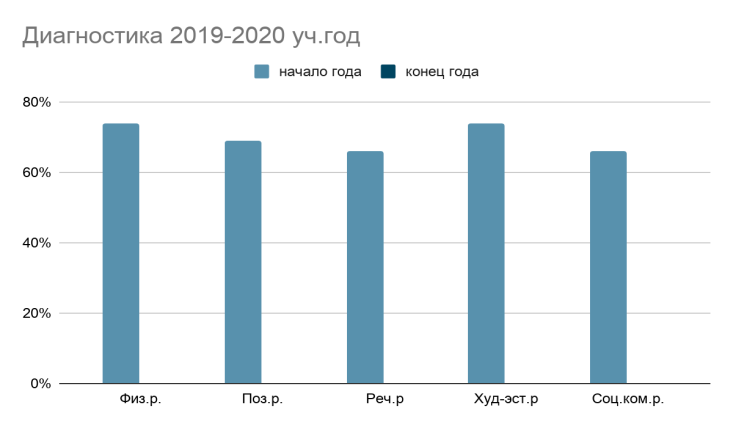 Диагностика 2019-2020 уч.год
начало года конец года
80%
60%
40%
20%
0%
Физ.р. Поз.р. Реч.р Худ-эст.р Соц.ком.р.